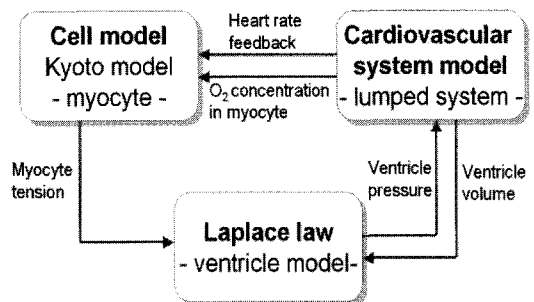 Cell model
Kyoto model
- myocyte -
Heart rate
feedback
O₂ concentration
in myocyte
Cardiovascular
system model
- lumped system -
Myocyte
tension
Ventricle
pressure
Ventricle
volume
Laplace law
- ventricle model-